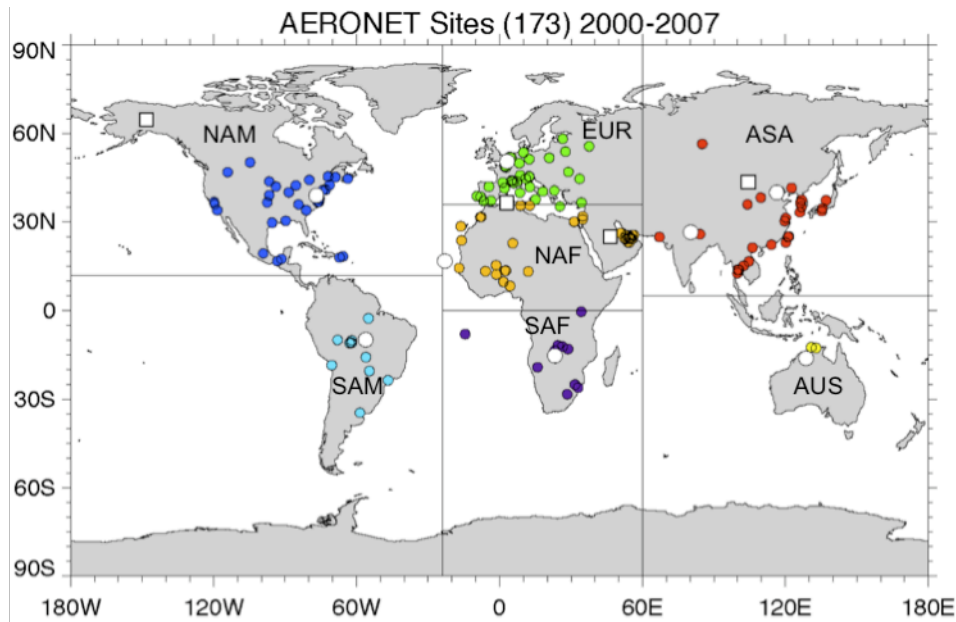 AERONET Sites (173) 2000-2007
90N
60N
30N
0
30S
60S
90S
NAM
EUR
ASA
NAF
SAF
SAM
AUS
180W
120W
60W
0
60E
120E
180E